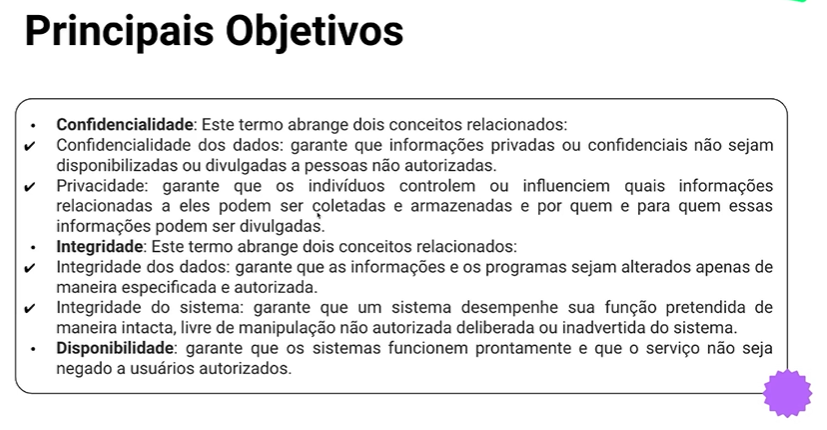 Principais Objetivos
• Confidencialidade: Este termo abrange dois conceitos relacionados:
✔ Confidencialidade dos dados: garante que informações privadas ou confidenciais não sejam
disponibilizadas ou divulgadas a pessoas não autorizadas.
✔ Privacidade: garante que os indivíduos controlem ou influenciem quais informações
relacionadas a eles podem ser coletadas e armazenadas e por quem e para quem essas
informações podem ser divulgadas.
• Integridade: Este termo abrange dois conceitos relacionados:
✔ Integridade dos dados: garante que as informações e os programas sejam alterados apenas de
maneira especificada e autorizada.
✔ Integridade do sistema: garante que um sistema desempenhe sua função pretendida de
maneira intacta, livre de manipulação não autorizada deliberada ou inadvertida do sistema.
• Disponibilidade: garante que os sistemas funcionem prontamente e que o serviço não seja
negado a usuários autorizados.